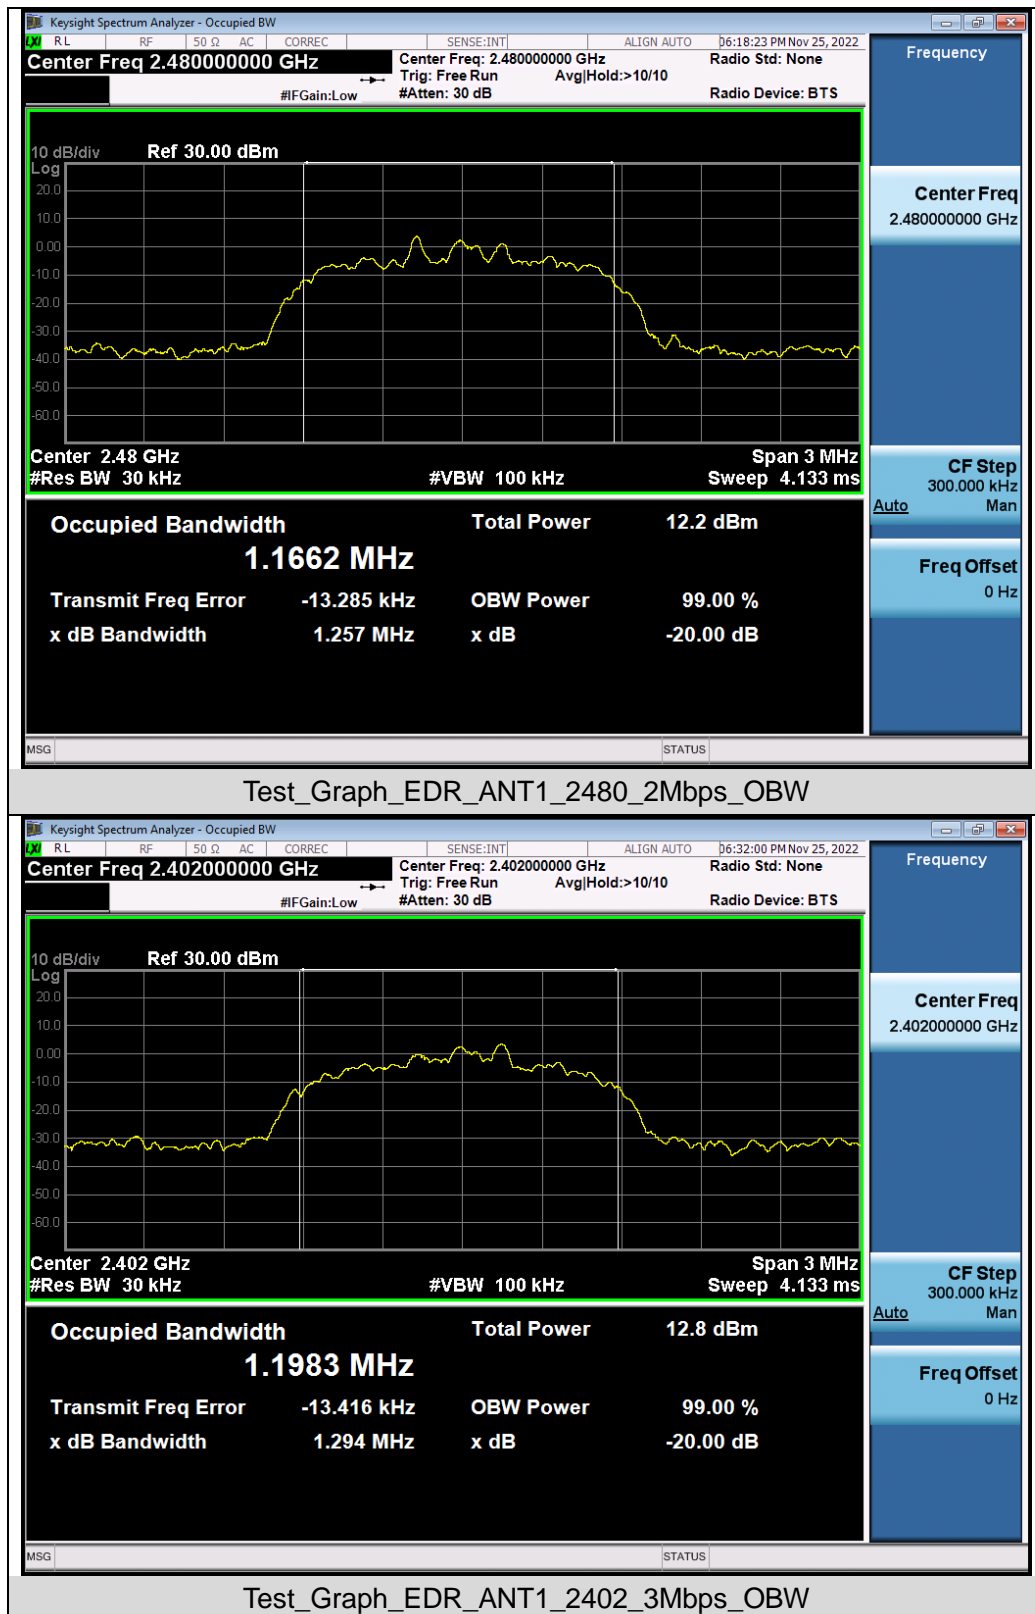 Keysight Spectrum Analyzer - Occupied BW
LXI RL RF 50 Ω AC CORREC SENSE:INT ALIGN AUTO 06:18:23 PM Nov 25, 2022
Center Freq 2.480000000 GHz
Center Freq: 2.480000000 GHz
Radio Std: None
Trig: Free Run Avg|Hold:>10/10
#IFGain:Low
#Atten: 30 dB
Radio Device: BTS
Frequency
10 dB/div Ref 30.00 dBm
Log
20.0
10.0
0.00
-10.0
-20.0
-30.0
-40.0
-50.0
-60.0
Center Freq
2.480000000 GHz
Center 2.48 GHz Span 3 MHz
#Res BW 30 kHz #VBW 100 kHz Sweep 4.133 ms
CF Step
300.000 kHz
Auto Man
Occupied Bandwidth Total Power 12.2 dBm
1.1662 MHz
Transmit Freq Error -13.285 kHz OBW Power 99.00 %
x dB Bandwidth 1.257 MHz x dB -20.00 dB
Freq Offset
0 Hz
MSG STATUS
Test_Graph_EDR_ANT1_2480_2Mbps_OBW
Keysight Spectrum Analyzer - Occupied BW
LXI RL RF 50 Ω AC CORREC SENSE:INT ALIGN AUTO 06:32:00 PM Nov 25, 2022
Center Freq 2.402000000 GHz
Center Freq: 2.402000000 GHz
Radio Std: None
Trig: Free Run Avg|Hold:>10/10
#IFGain:Low
#Atten: 30 dB
Radio Device: BTS
Frequency
10 dB/div Ref 30.00 dBm
Log
20.0
10.0
0.00
-10.0
-20.0
-30.0
-40.0
-50.0
-60.0
Center Freq
2.402000000 GHz
Center 2.402 GHz Span 3 MHz
#Res BW 30 kHz #VBW 100 kHz Sweep 4.133 ms
CF Step
300.000 kHz
Auto Man
Occupied Bandwidth Total Power 12.8 dBm
1.1983 MHz
Transmit Freq Error -13.416 kHz OBW Power 99.00 %
x dB Bandwidth 1.294 MHz x dB -20.00 dB
Freq Offset
0 Hz
MSG STATUS
Test_Graph_EDR_ANT1_2402_3Mbps_OBW